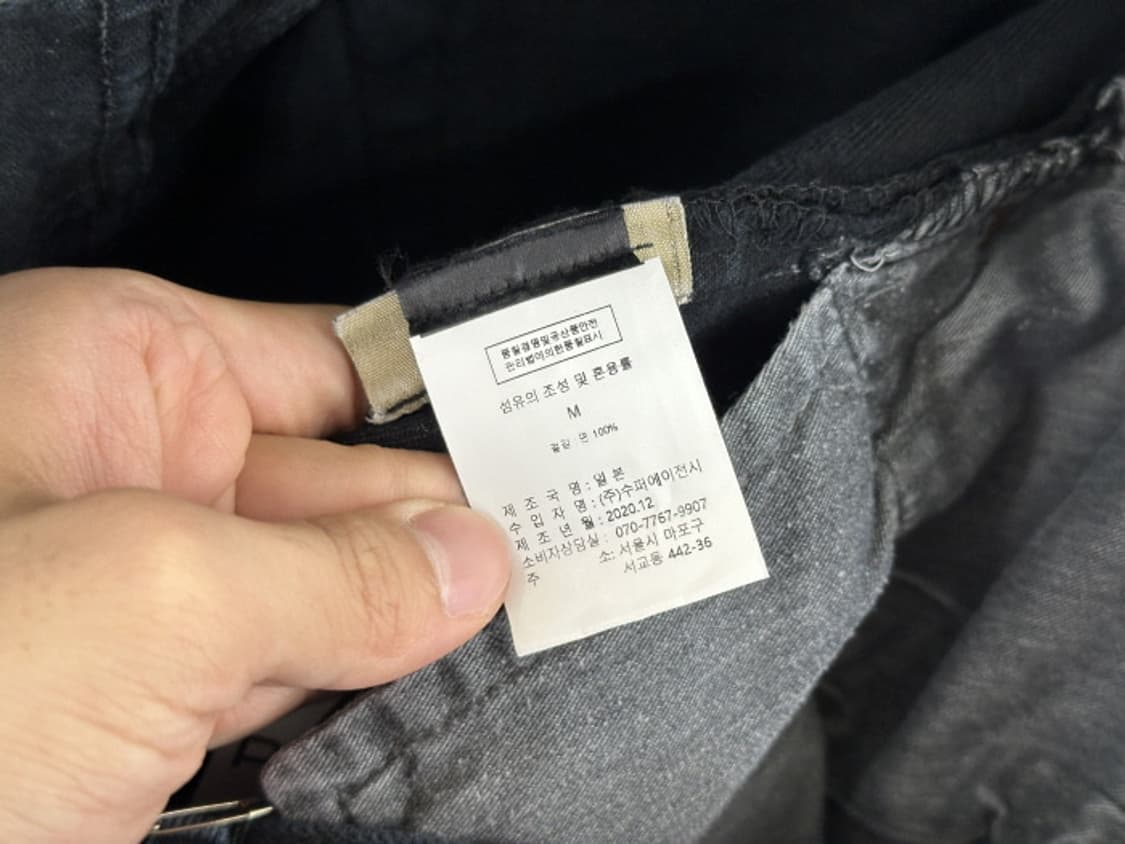 품질경영및공산품안전
관리법에의한품질표시
섬유의 조성 및 혼용률
M
겉감: 면 100%
제 조 국 명 : 일 본
수 입 자 명 : (주)수퍼에이전시
제 조 년 월 : 2020.12
소비자상담실 : 070-7767-9907
주 소: 서울시 마포구
서교동 442-36